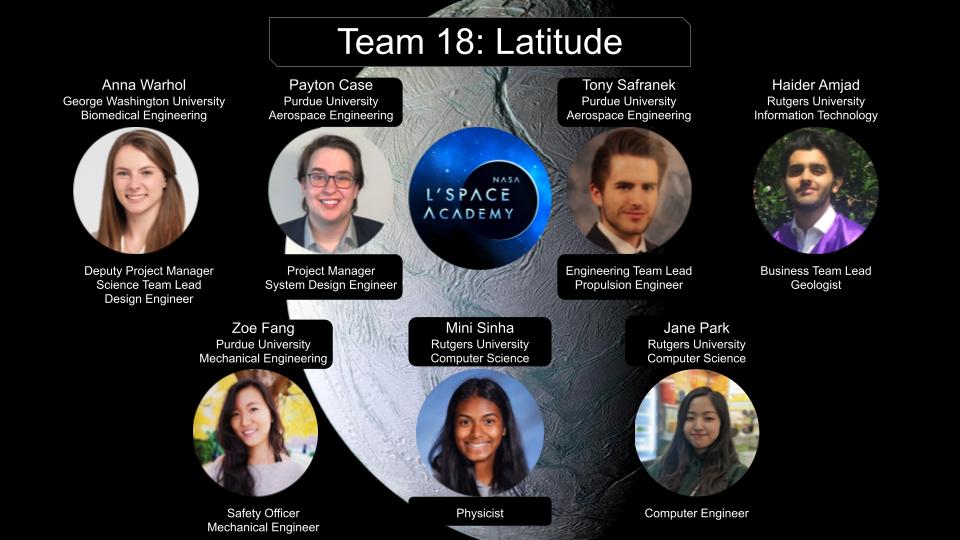 Team 18: Latitude
Anna Warhol
George Washington University
Biomedical Engineering
Payton Case
Purdue University
Aerospace Engineering
Tony Safranek
Purdue University
Aerospace Engineering
Haider Amjad
Rutgers University
Information Technology
NASA
L'SPACE
ACADEMY
Deputy Project Manager
Science Team Lead
Design Engineer
Project Manager
System Design Engineer
Engineering Team Lead
Propulsion Engineer
Business Team Lead
Geologist
Zoe Fang
Purdue University
Mechanical Engineering
Mini Sinha
Rutgers University
Computer Science
Jane Park
Rutgers University
Computer Science
Safety Officer
Mechanical Engineer
Physicist
Computer Engineer